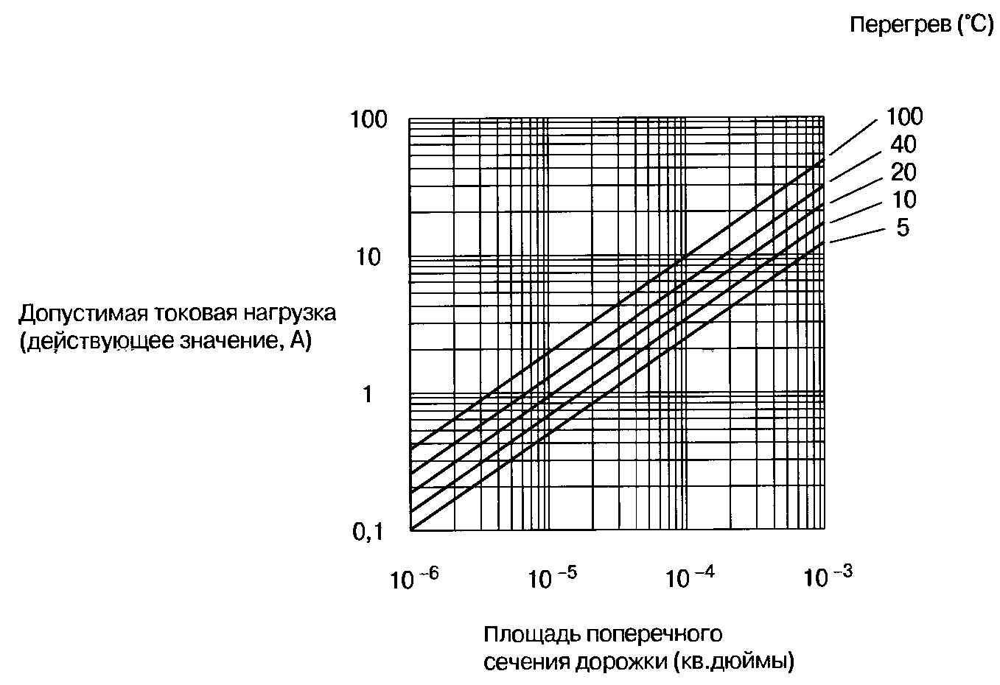 Перегрев (°C)
100
100
40
20
10
5
10
Допустимая токовая нагрузка
(действующее значение, А)
1
0,1
10⁻⁶ 10⁻⁵ 10⁻⁴ 10⁻³
Площадь поперечного
сечения дорожки (кв.дюймы)